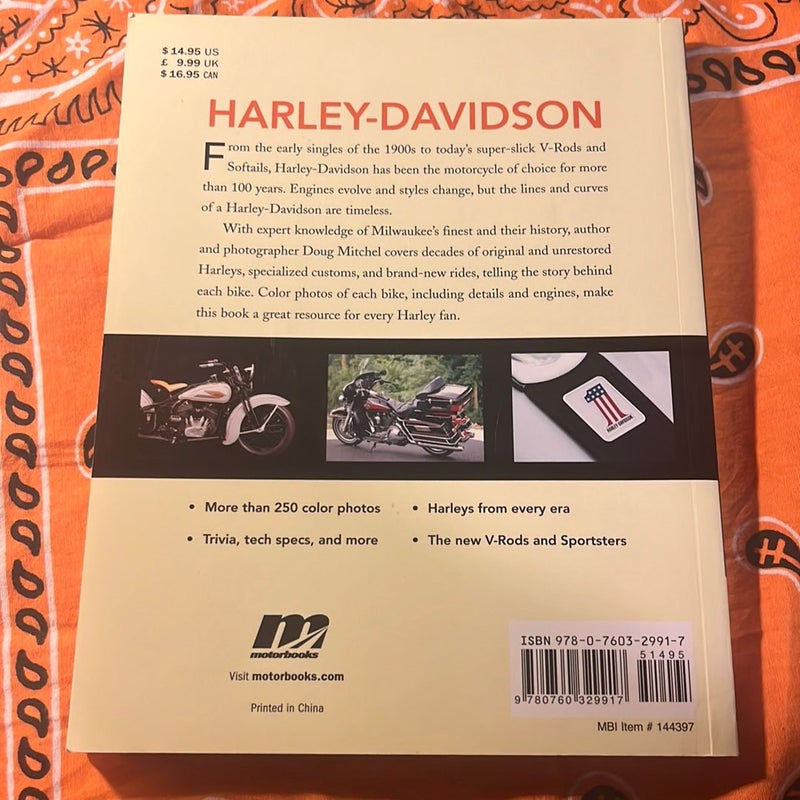 $14.95 US
£ 9.99 UK
$16.95 CAN
HARLEY-DAVIDSON
From the early singles of the 1900s to today's super-slick V-Rods and
Softails, Harley-Davidson has been the motorcycle of choice for more
than 100 years. Engines evolve and styles change, but the lines and curves
of a Harley-Davidson are timeless.
With expert knowledge of Milwaukee's finest and their history, author
and photographer Doug Mitchel covers decades of original and unrestored
Harleys, specialized customs, and brand-new rides, telling the story behind
each bike. Color photos of each bike, including details and engines, make
this book a great resource for every Harley fan.
1
HARLEY-DAVIDSON
• More than 250 color photos
• Harleys from every era
• Trivia, tech specs, and more
• The new V-Rods and Sportsters
m
motorbooks
Visit motorbooks.com
Printed in China
ISBN 978-0-7603-2991-7
51495
9 780760 329917
MBI Item # 144397